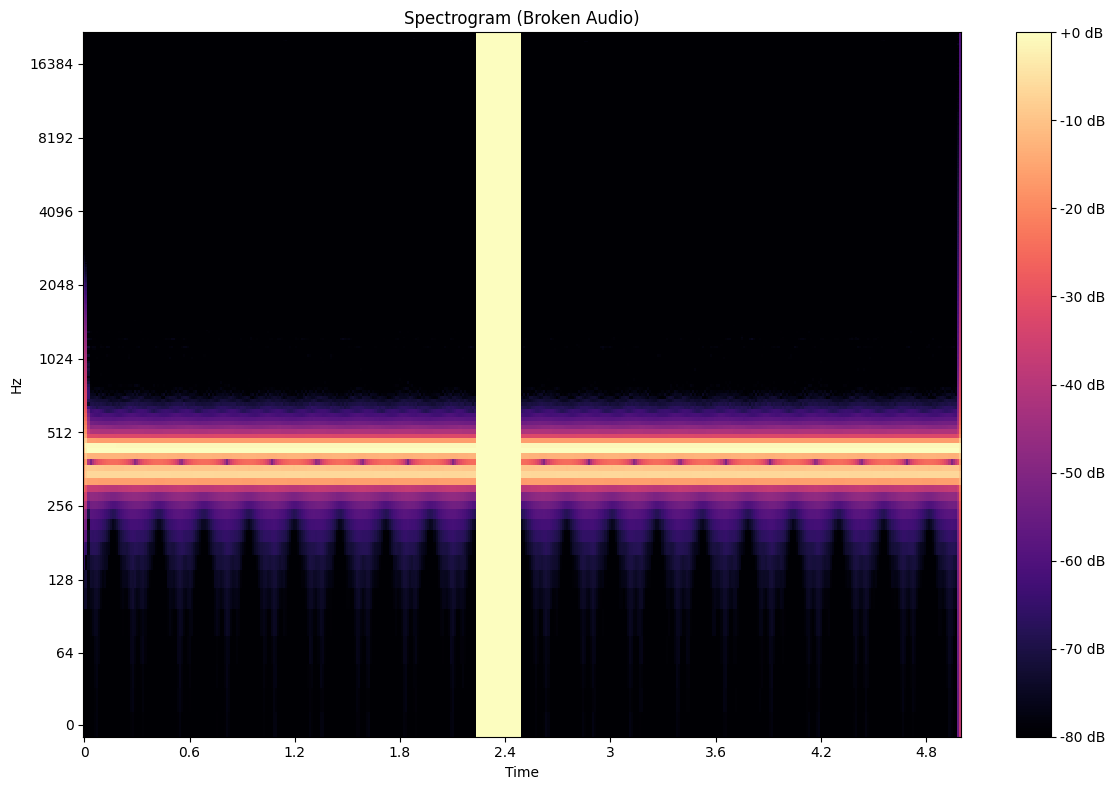 Spectrogram (Broken Audio)
16384
8192
4096
2048
1024
512
256
128
64
0
Hz
0 0.6 1.2 1.8 2.4 3 3.6 4.2 4.8
Time
+0 dB
-10 dB
-20 dB
-30 dB
-40 dB
-50 dB
-60 dB
-70 dB
-80 dB